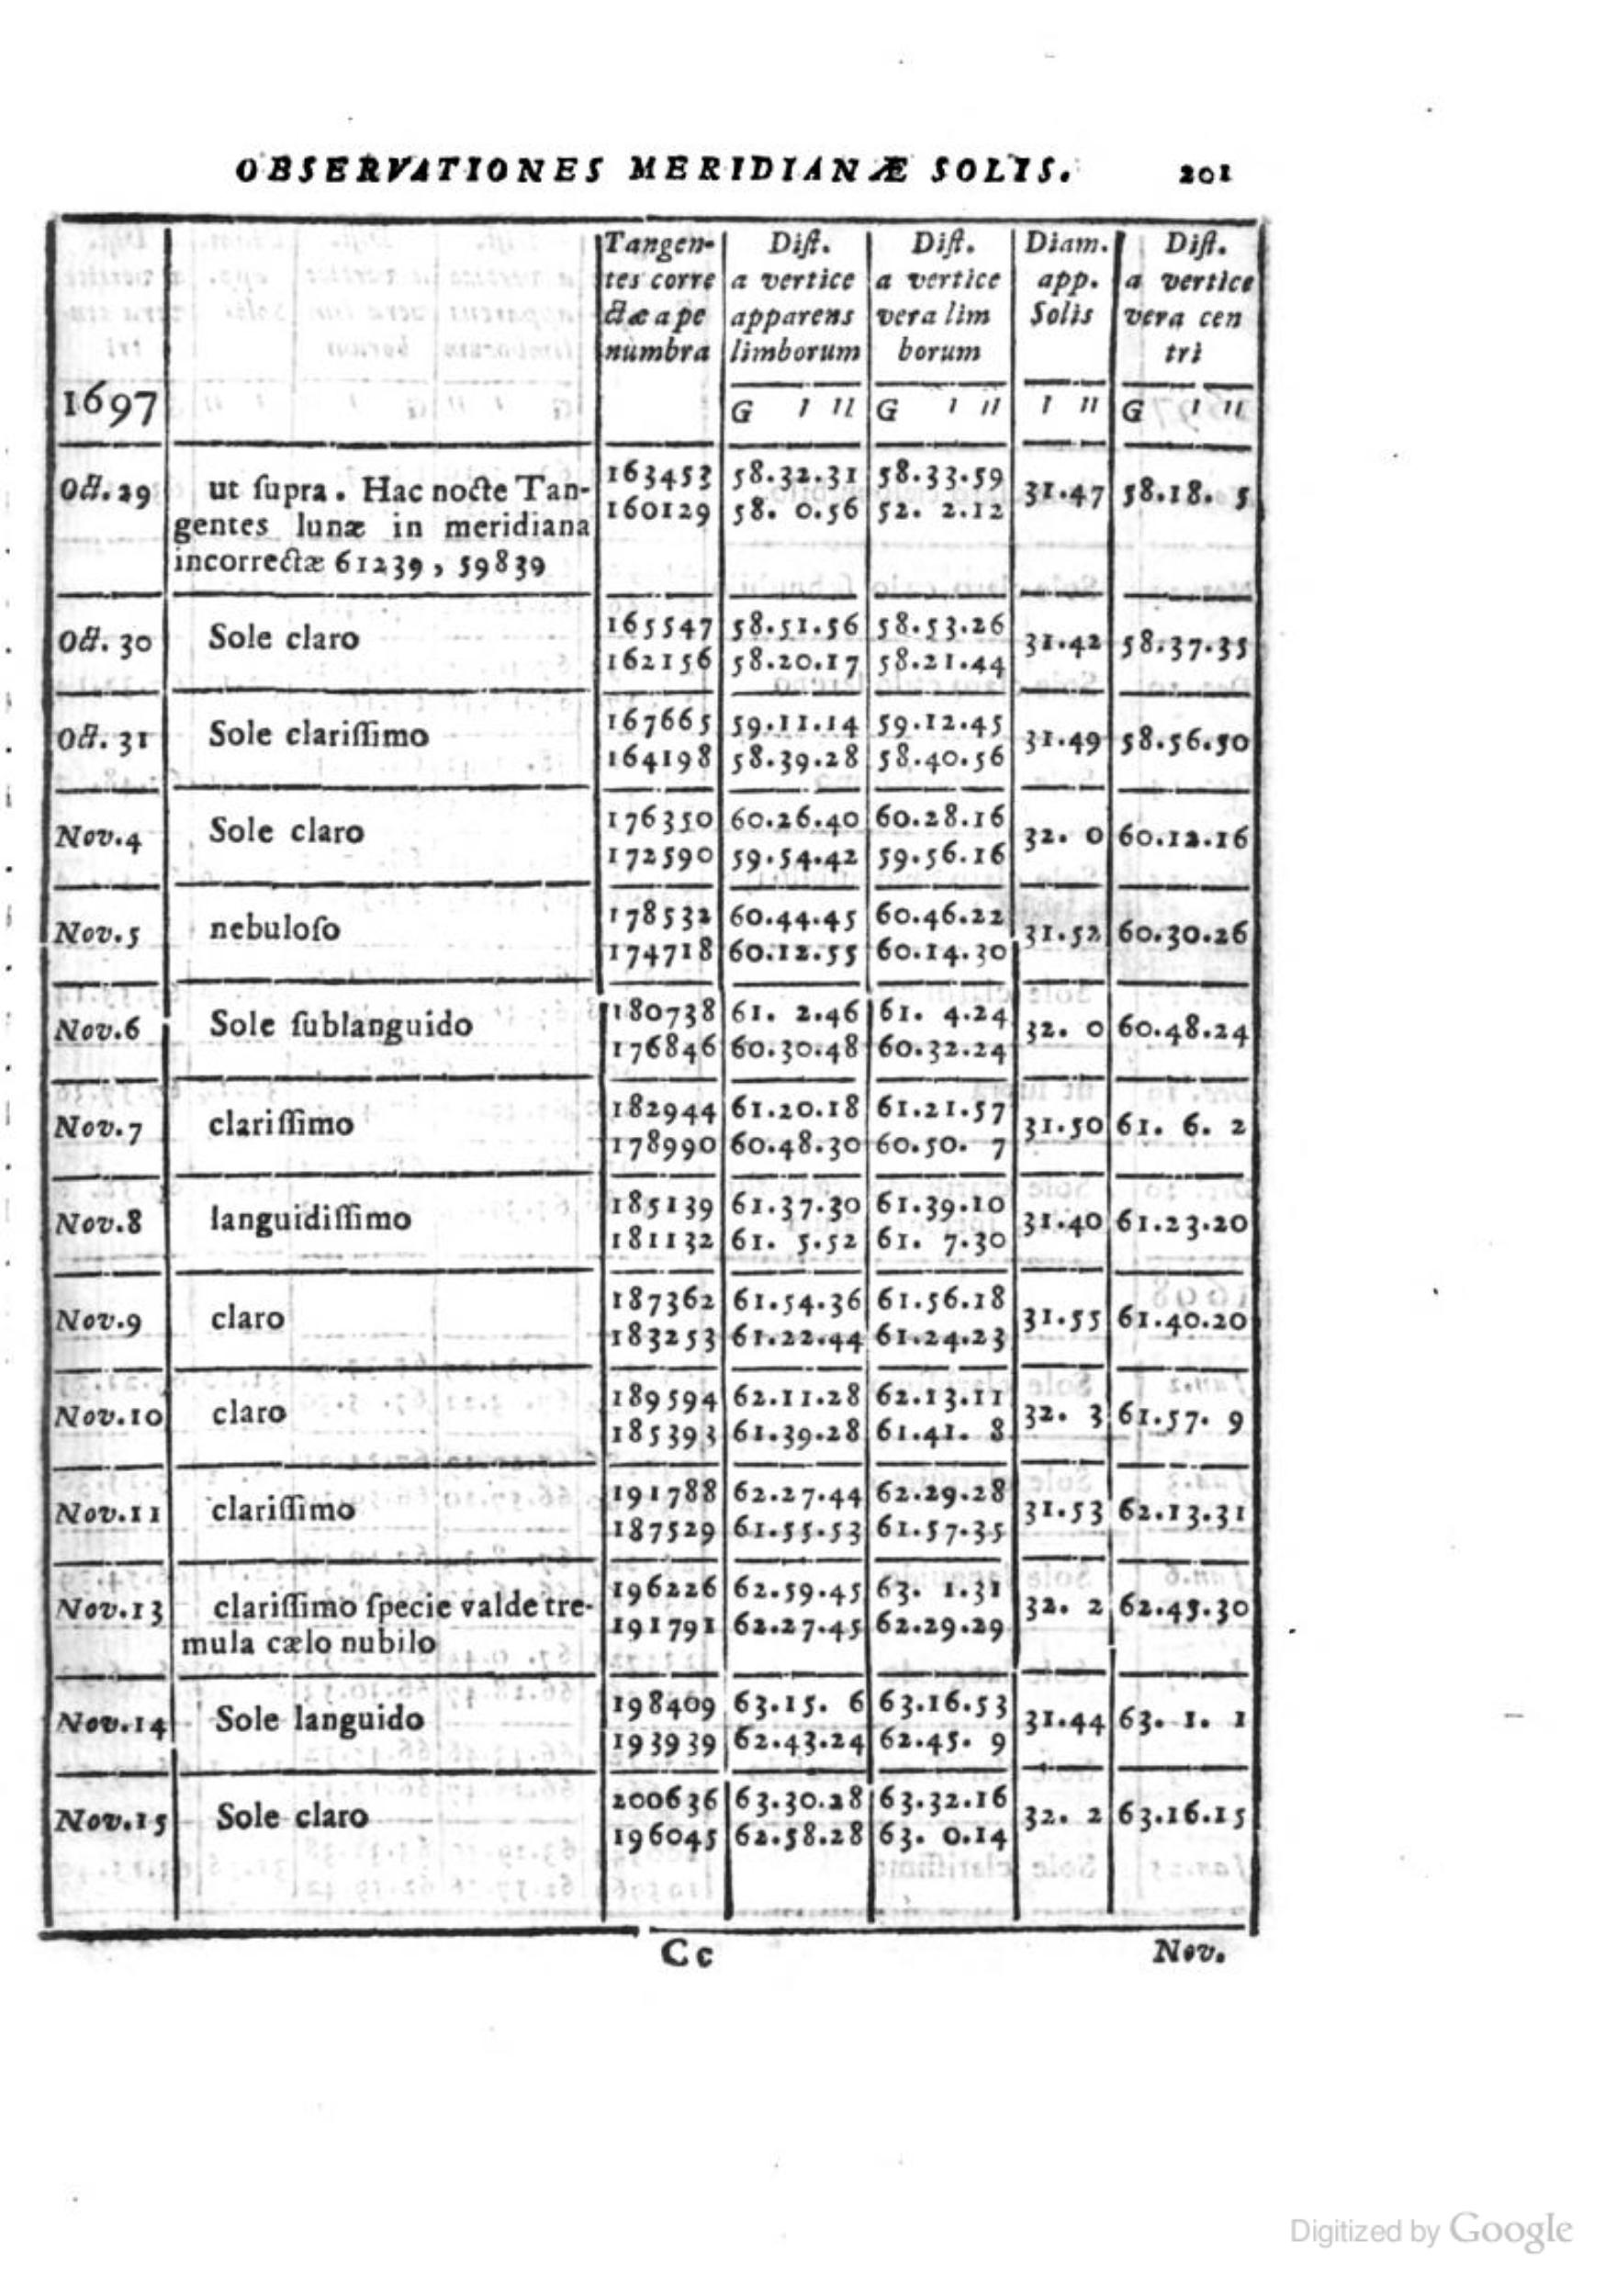 OBSERVATIONES MERIDIANÆ SOLIS. 201
1697
Tangen-
tes corre
ctæ a pe
numbra
Dist.
a vertice
apparens
limborum
G I II
Dist.
a vertice
vera lim
borum
G I II
Diam.
app.
Solis
I II
Dist.
a vertice
vera cen
tri
G I II
Oct. 29 ut ſupra. Hac nocte Tan- 163453 58.32.31 58.33.59 31.47 58.18. 5
gentes lunæ in meridiana 160129 58. 0.56 52. 2.12
incorrectæ 61239, 59839
Oct. 30 Sole claro 165547 58.51.56 58.53.26 31.42 58.37.35
162156 58.20.17 58.21.44
Oct. 31 Sole clariſſimo 167665 59.11.14 59.12.45 31.49 58.56.50
164198 58.39.28 58.40.56
Nov.4 Sole claro 176350 60.26.40 60.28.16 32. 0 60.12.16
172590 59.54.42 59.56.16
Nov.5 nebuloſo 178532 60.44.45 60.46.22 31.52 60.30.26
174718 60.12.55 60.14.30
Nov.6 Sole ſublanguido 180738 61. 2.46 61. 4.24 32. 0 60.48.24
176846 60.30.48 60.32.24
Nov.7 clariſſimo 182944 61.20.18 61.21.57 31.50 61. 6. 2
178990 60.48.30 60.50. 7
Nov.8 languidiſſimo 185139 61.37.30 61.39.10 31.40 61.23.20
181132 61. 5.52 61. 7.30
Nov.9 claro 187362 61.54.36 61.56.18 31.55 61.40.20
183253 61.22.44 61.24.23
Nov.10 claro 189594 62.11.28 62.13.11 32. 3 61.57. 9
185393 61.39.28 61.41. 8
Nov.11 clariſſimo 191788 62.27.44 62.29.28 31.53 62.13.31
187529 61.55.53 61.57.35
Nov.13 clariſſimo ſpecie valde tre- 196226 62.59.45 63. 1.31 32. 2 62.45.30
mula cælo nubilo 191791 62.27.45 62.29.29
Nov.14 Sole languido 198409 63.15. 6 63.16.53 31.44 63. 1. 1
193939 62.43.24 62.45. 9
Nov.15 Sole claro 200636 63.30.28 63.32.16 32. 2 63.16.15
196045 62.58.28 63. 0.14
Cc Nov.
Digitized by Google